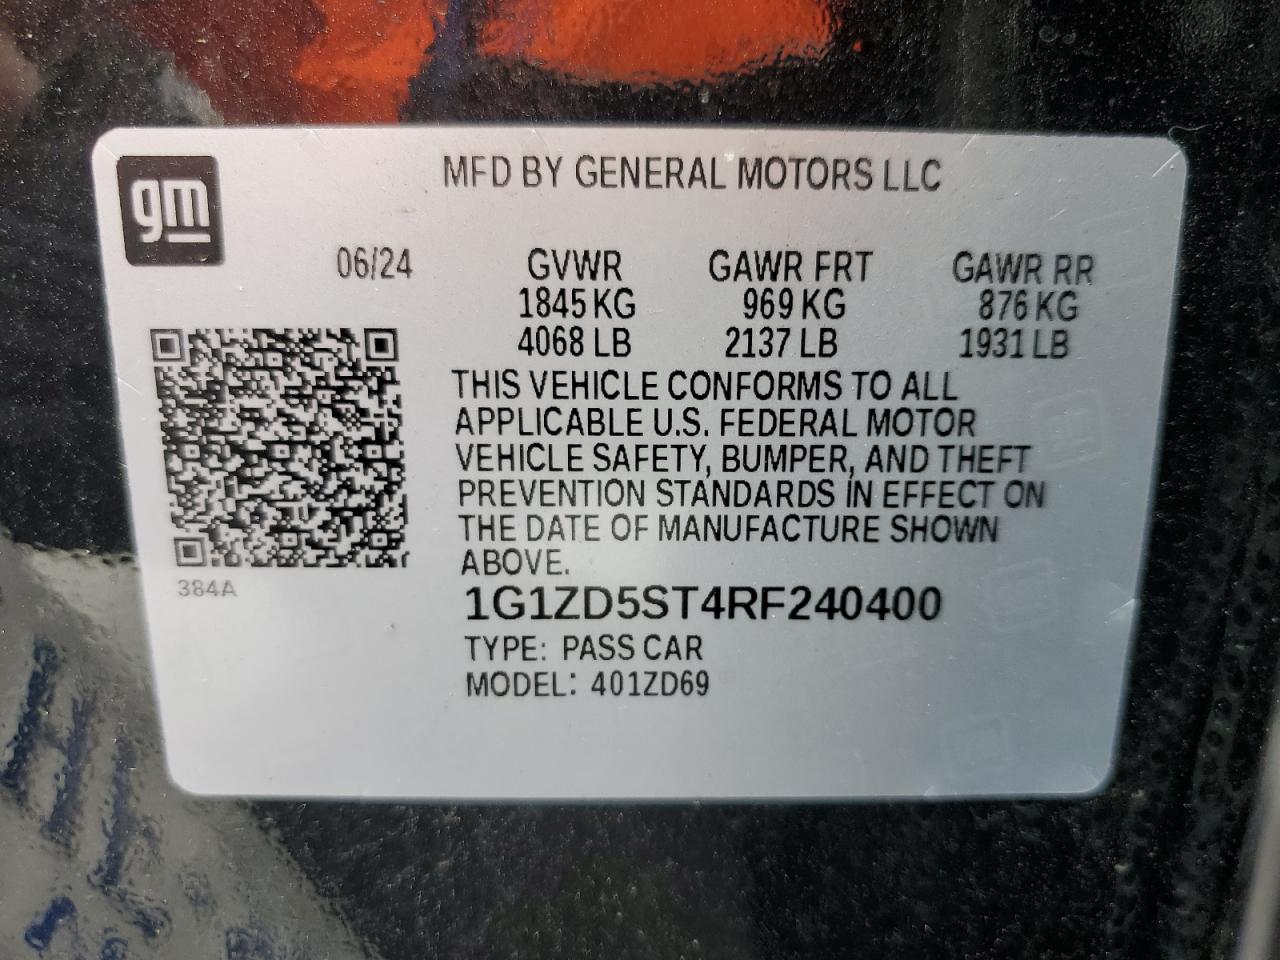 gm
MFD BY GENERAL MOTORS LLC
06/24
GVWR GAWR FRT GAWR RR
1845 KG 969 KG 876 KG
4068 LB 2137 LB 1931 LB
THIS VEHICLE CONFORMS TO ALL
APPLICABLE U.S. FEDERAL MOTOR
VEHICLE SAFETY, BUMPER, AND THEFT
PREVENTION STANDARDS IN EFFECT ON
THE DATE OF MANUFACTURE SHOWN
ABOVE.
384A
1G1ZD5ST4RF240400
TYPE: PASS CAR
MODEL: 401ZD69